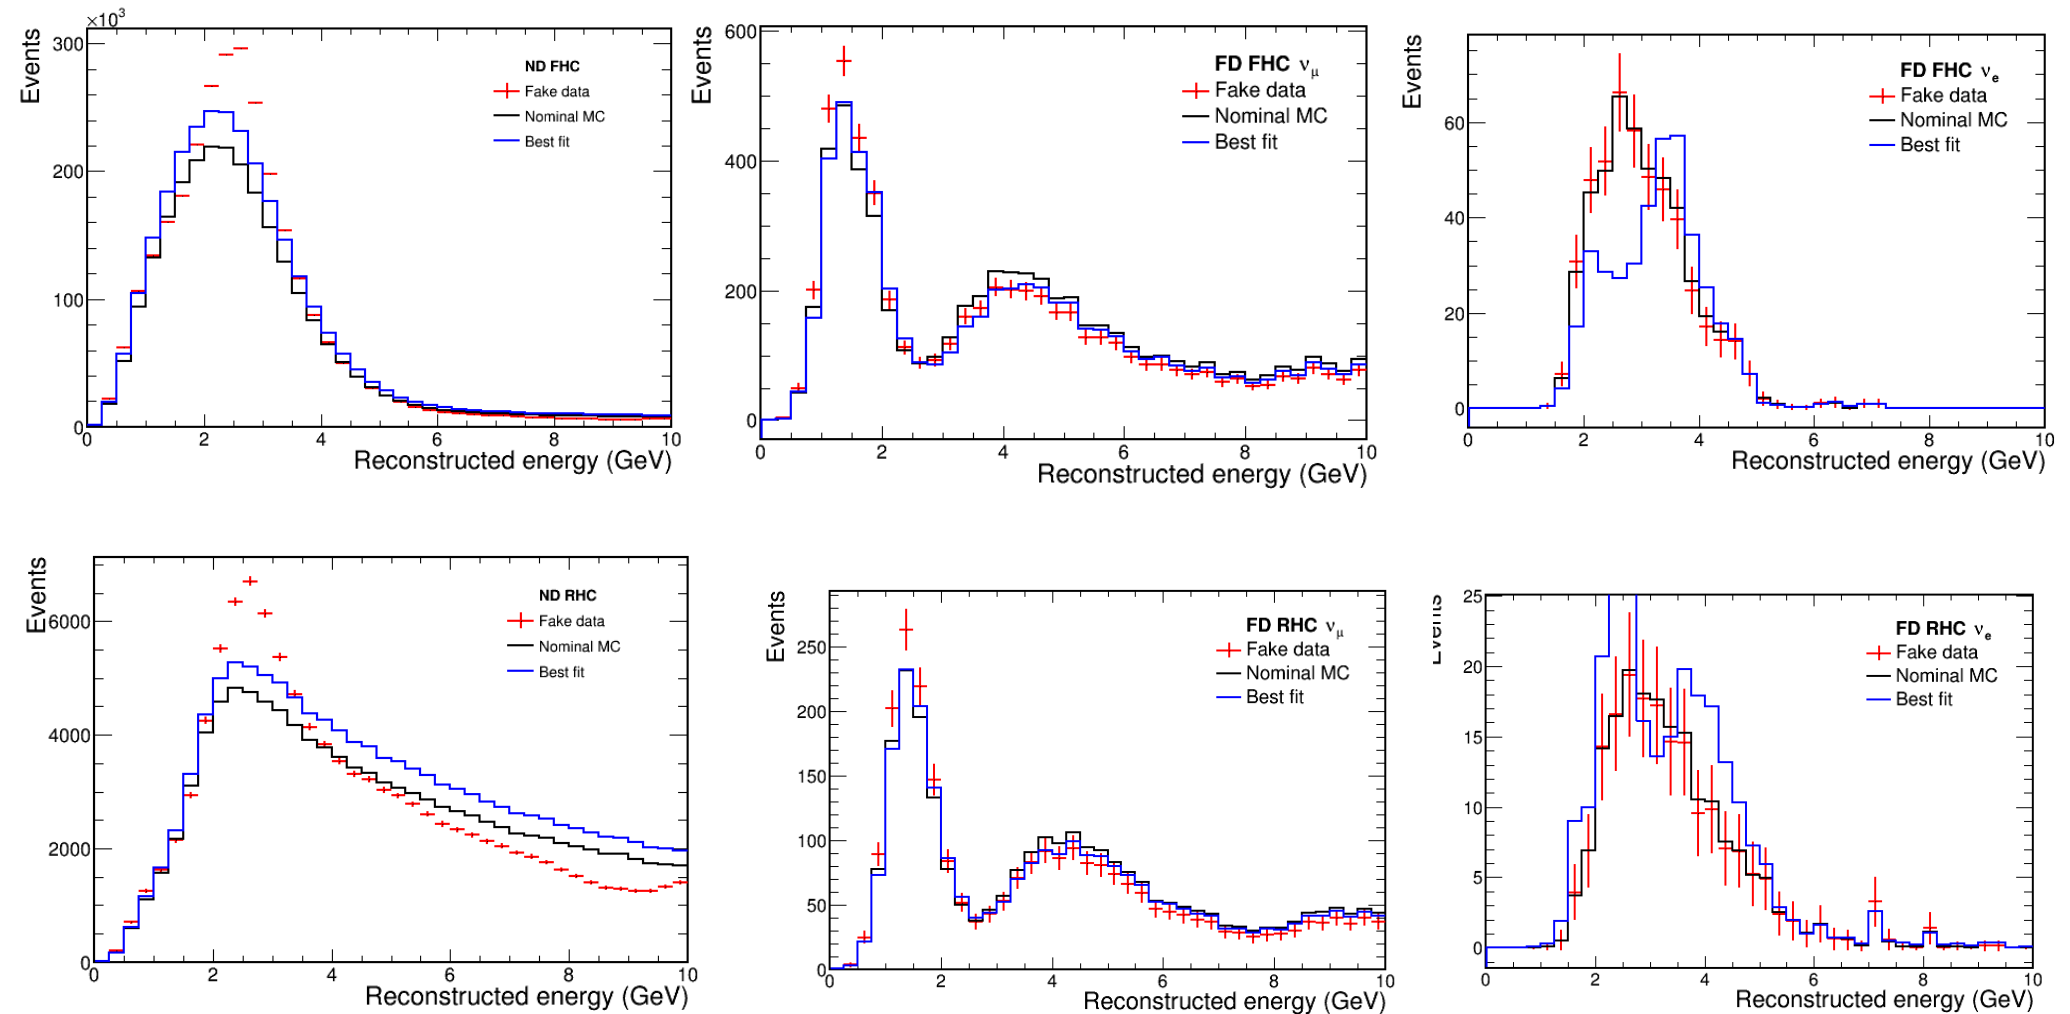 ×10³
Events
300
200
100
0
0 2 4 6 8 10
Reconstructed energy (GeV)
ND FHC
Fake data
Nominal MC
Best fit
Events
600
400
200
0
0 2 4 6 8 10
Reconstructed energy (GeV)
FD FHC νμ
Fake data
Nominal MC
Best fit
Events
60
40
20
0
0 2 4 6 8 10
Reconstructed energy (GeV)
FD FHC νe
Fake data
Nominal MC
Best fit
Events
6000
4000
2000
0
0 2 4 6 8 10
Reconstructed energy (GeV)
ND RHC
Fake data
Nominal MC
Best fit
Events
250
200
150
100
50
0
0 2 4 6 8 10
Reconstructed energy (GeV)
FD RHC νμ
Fake data
Nominal MC
Best fit
Events
25
20
15
10
5
0
0 2 4 6 8 10
Reconstructed energy (GeV)
FD RHC νe
Fake data
Nominal MC
Best fit